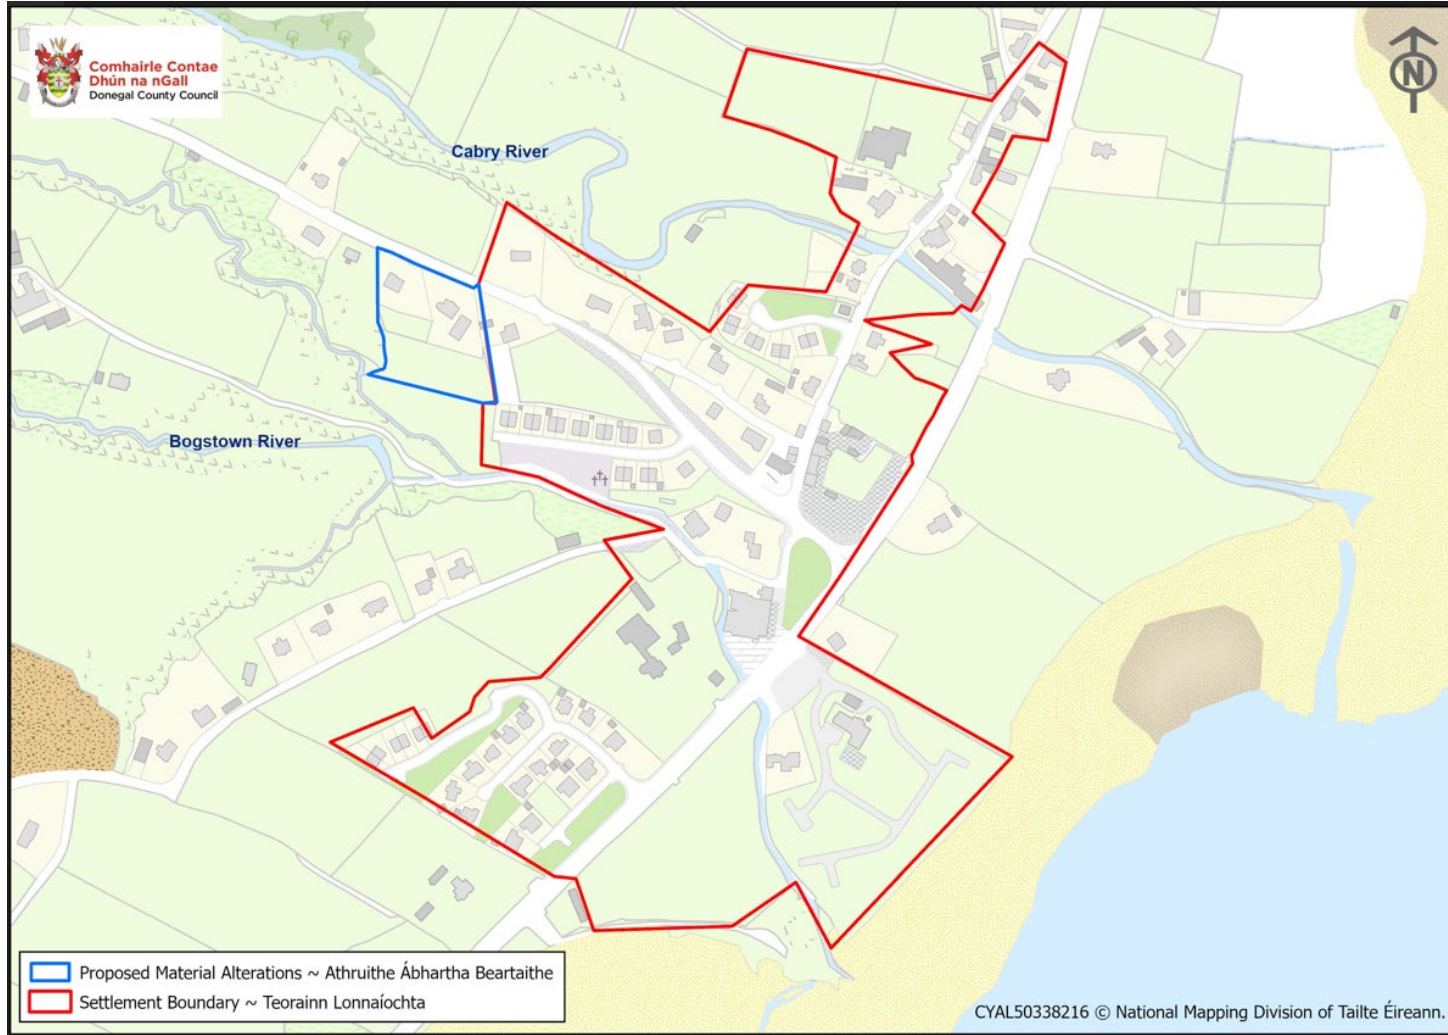 Comhairle Contae
Dhún na nGall
Donegal County Council
N
Cabry River
Bogstown River
Proposed Material Alterations ~ Athruithe Ábhartha Beartaithe
Settlement Boundary ~ Teorainn Lonnaíochta
CYAL50338216 © National Mapping Division of Tailte Éireann.